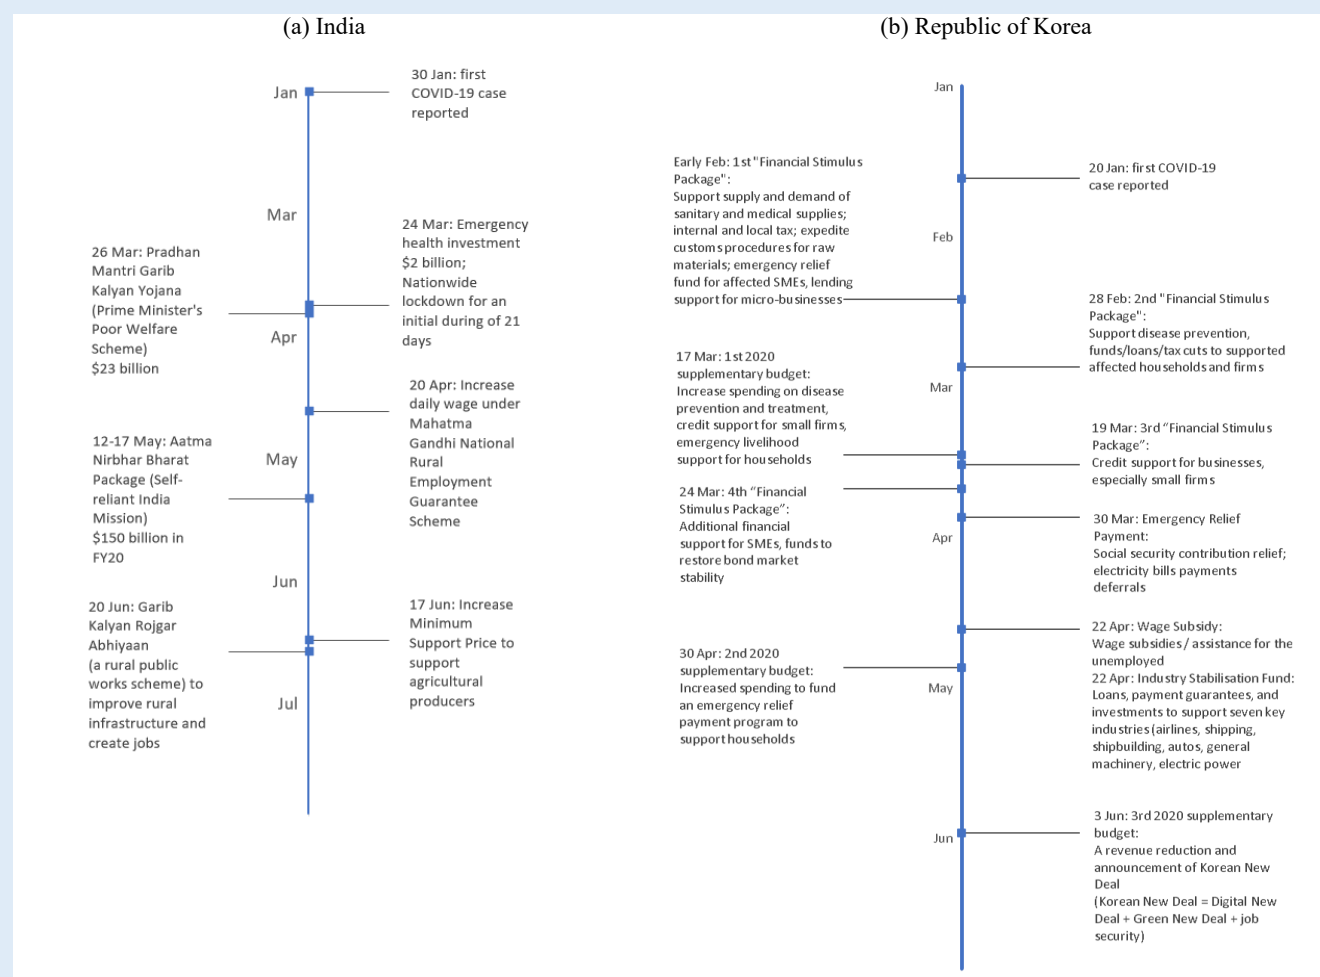 (a) India
Jan
30 Jan: first
COVID-19 case
reported
Mar
24 Mar: Emergency
health investment
$2 billion;
Nationwide
lockdown for an
initial during of 21
days
26 Mar: Pradhan
Mantri Garib
Kalyan Yojana
(Prime Minister's
Poor Welfare
Scheme)
$23 billion
Apr
20 Apr: Increase
daily wage under
Mahatma
Gandhi National
Rural
Employment
Guarantee
Scheme
May
12-17 May: Aatma
Nirbhar Bharat
Package (Self-
reliant India
Mission)
$150 billion in
FY20
Jun
17 Jun: Increase
Minimum
Support Price to
support
agricultural
producers
20 Jun: Garib
Kalyan Rojgar
Abhiyaan
(a rural public
works scheme) to
improve rural
infrastructure and
create jobs
Jul
(b) Republic of Korea
Jan
20 Jan: first COVID-19
case reported
Early Feb: 1st "Financial Stimulus
Package":
Support supply and demand of
sanitary and medical supplies;
internal and local tax; expedite
customs procedures for raw
materials; emergency relief
fund for affected SMEs, lending
support for micro-businesses
Feb
28 Feb: 2nd "Financial Stimulus
Package":
Support disease prevention,
funds/loans/tax cuts to supported
affected households and firms
Mar
17 Mar: 1st 2020
supplementary budget:
Increase spending on disease
prevention and treatment,
credit support for small firms,
emergency livelihood
support for households
19 Mar: 3rd “Financial Stimulus
Package”:
Credit support for businesses,
especially small firms
24 Mar: 4th “Financial
Stimulus Package”:
Additional financial
support for SMEs, funds to
restore bond market
stability
30 Mar: Emergency Relief
Payment:
Social security contribution relief;
electricity bills payments
deferrals
Apr
22 Apr: Wage Subsidy:
Wage subsidies / assistance for the
unemployed
22 Apr: Industry Stabilisation Fund:
Loans, payment guarantees, and
investments to support seven key
industries (airlines, shipping,
shipbuilding, autos, general
machinery, electric power
30 Apr: 2nd 2020
supplementary budget:
Increased spending to fund
an emergency relief
payment program to
support households
May
3 Jun: 3rd 2020 supplementary
budget:
A revenue reduction and
announcement of Korean New
Deal
(Korean New Deal = Digital New
Deal + Green New Deal + job
security)
Jun